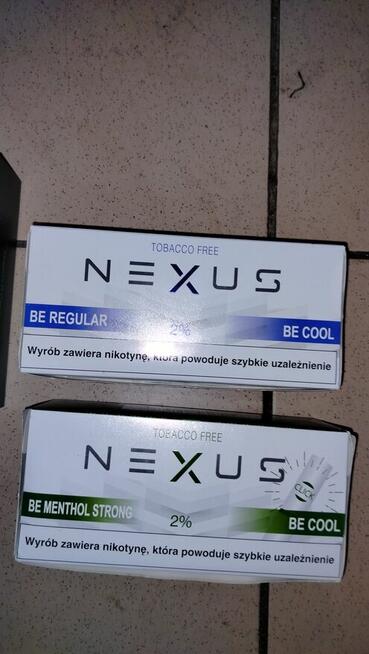 TOBACCO FREE
NEXUS
BE REGULAR 2% BE COOL
Wyrób zawiera nikotynę, która powoduje szybkie uzależnienie
TOBACCO FREE
NEXUS
CLICK
BE MENTHOL STRONG 2% BE COOL
Wyrób zawiera nikotynę, która powoduje szybkie uzależnienie